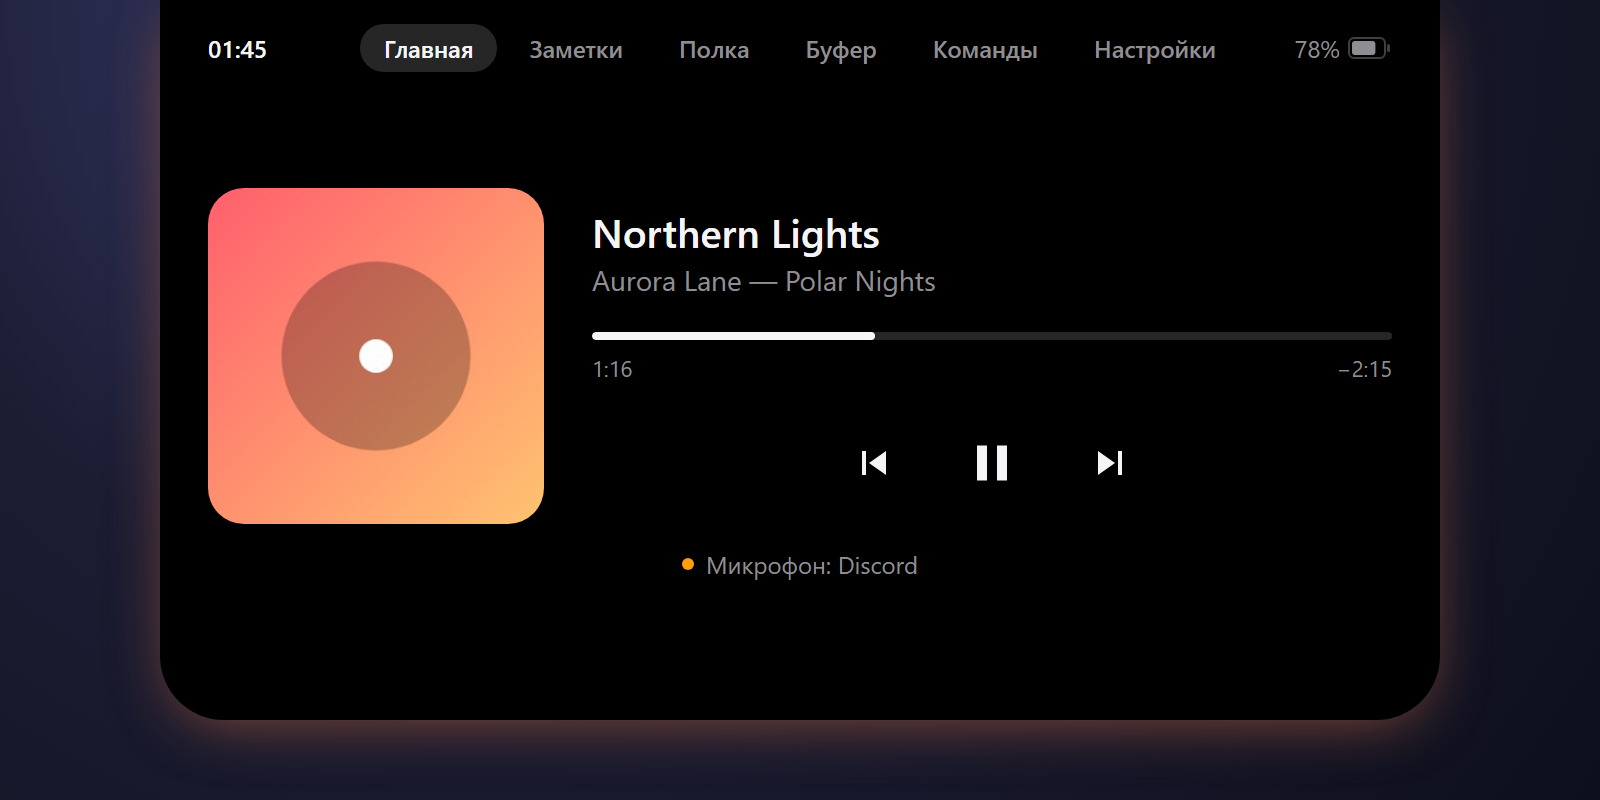 01:45 Главная Заметки Полка Буфер Команды Настройки 78%
Northern Lights
Aurora Lane — Polar Nights
1:16 −2:15
Микрофон: Discord